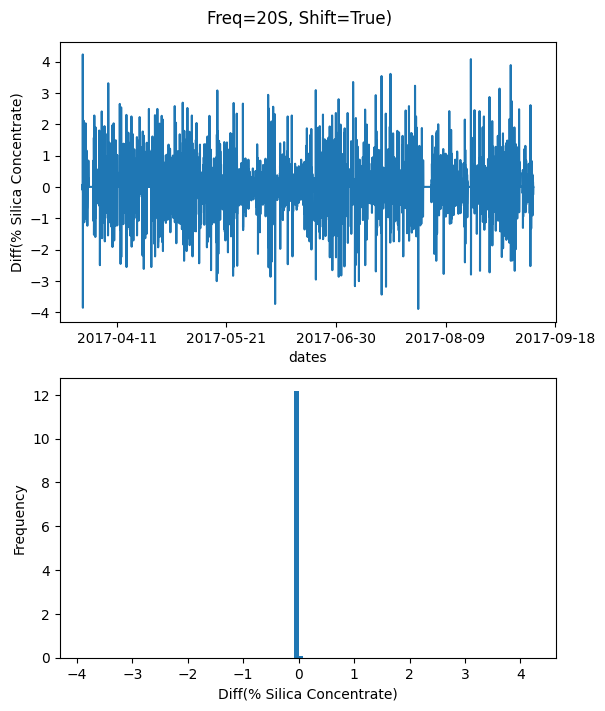 Freq=20S, Shift=True)
4
3
2
1
0
−1
−2
−3
−4
Diff(% Silica Concentrate)
2017-04-11 2017-05-21 2017-06-30 2017-08-09 2017-09-18
dates
12
10
8
6
4
2
0
Frequency
−4 −3 −2 −1 0 1 2 3 4
Diff(% Silica Concentrate)